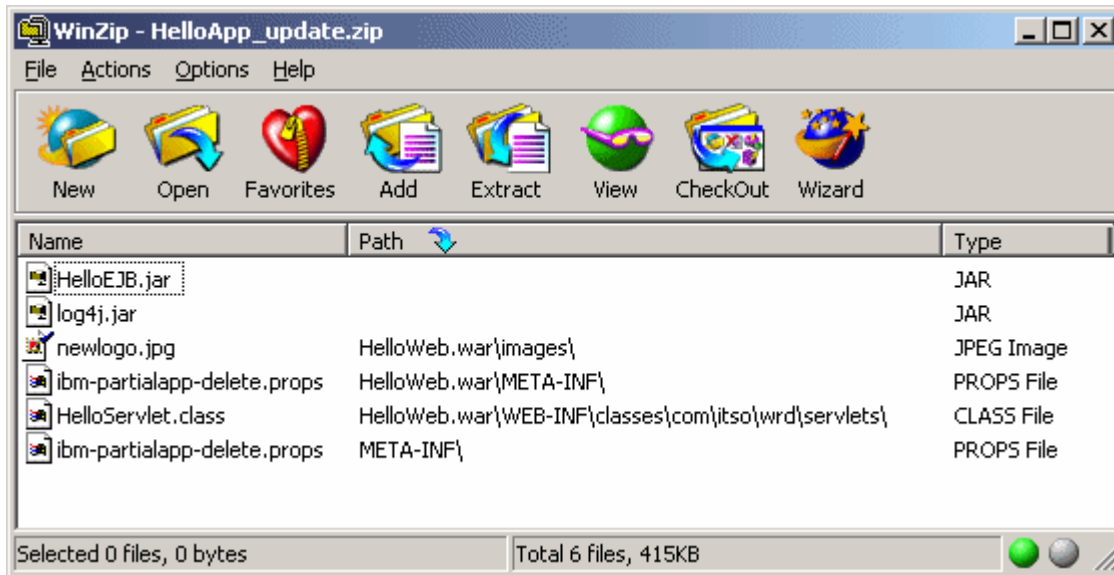 WinZip - HelloApp_update.zip
File Actions Options Help
New Open Favorites Add Extract View CheckOut Wizard
Name Path Type
HelloEJB.jar JAR
log4j.jar JAR
newlogo.jpg HelloWeb.war\images\ JPEG Image
ibm-partialapp-delete.props HelloWeb.war\META-INF\ PROPS File
HelloServlet.class HelloWeb.war\WEB-INF\classes\com\itso\wrd\servlets\ CLASS File
ibm-partialapp-delete.props META-INF\ PROPS File
Selected 0 files, 0 bytes Total 6 files, 415KB